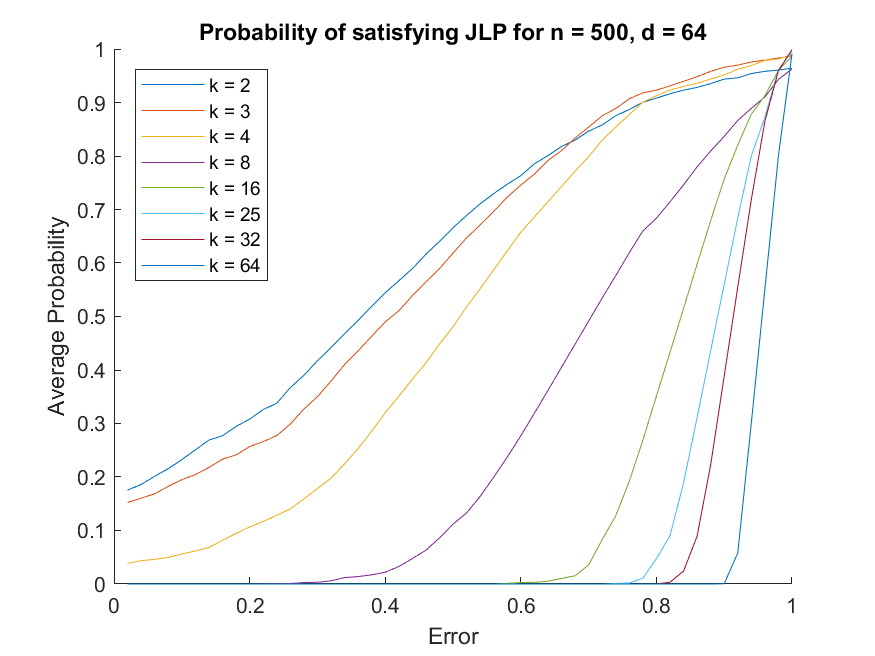 Probability of satisfying JLP for n = 500, d = 64
1
0.9
0.8
0.7
0.6
0.5
0.4
0.3
0.2
0.1
0
Average Probability
k = 2
k = 3
k = 4
k = 8
k = 16
k = 25
k = 32
k = 64
0 0.2 0.4 0.6 0.8 1
Error